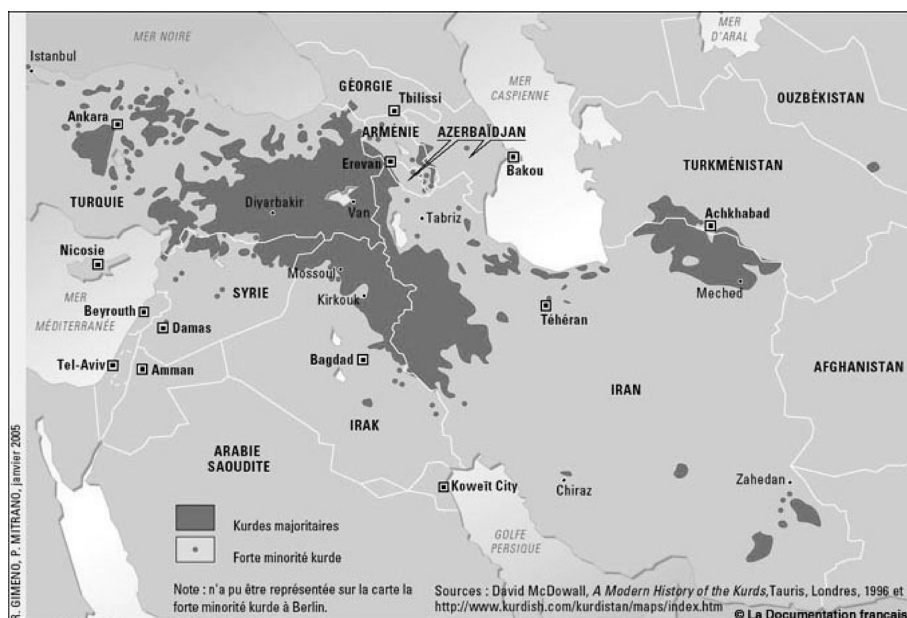 MER NOIRE
MER
D'ARAL
Istanbul
GÉORGIE
Tbilissi
MER
CASPIENNE
OUZBÉKISTAN
Ankara
ARMÉNIE
AZERBAÏDJAN
Erevan
Bakou
TURKMÉNISTAN
TURQUIE
Diyarbakir
Van
Tabriz
Achkhabad
Nicosie
Mossoul
Meched
SYRIE
Kirkouk
MER
MÉDITERRANÉE
Beyrouth
Damas
Téhéran
Tel-Aviv
Amman
Bagdad
AFGHANISTAN
IRAN
IRAK
ARABIE
SAOUDITE
Koweït City
Chiraz
Zahedan
GOLFE
PERSIQUE
Kurdes majoritaires
Forte minorité kurde
Note : n'a pu être représentée sur la carte la
forte minorité kurde à Berlin.
Sources : David McDowall, A Modern History of the Kurds,Tauris, Londres, 1996 et
http://www.kurdish.com/kurdistan/maps/index.htm
© La Documentation français
R. GIMENO, P. MITRANO, janvier 2005